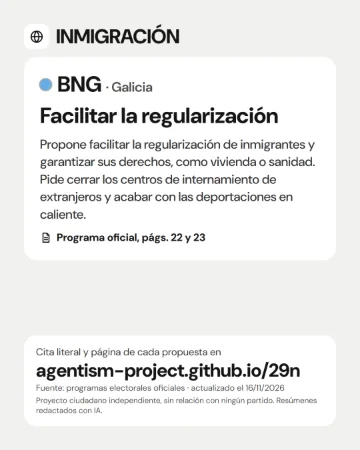 INMIGRACIÓN
BNG · Galicia
Facilitar la regularización
Propone facilitar la regularización de inmigrantes y
garantizar sus derechos, como vivienda o sanidad.
Pide cerrar los centros de internamiento de
extranjeros y acabar con las deportaciones en
caliente.
Programa oficial, págs. 22 y 23
Cita literal y página de cada propuesta en
agentism-project.github.io/29n
Fuente: programas electorales oficiales · actualizado el 16/11/2026
Proyecto ciudadano independiente, sin relación con ningún partido. Resúmenes
redactados con IA.